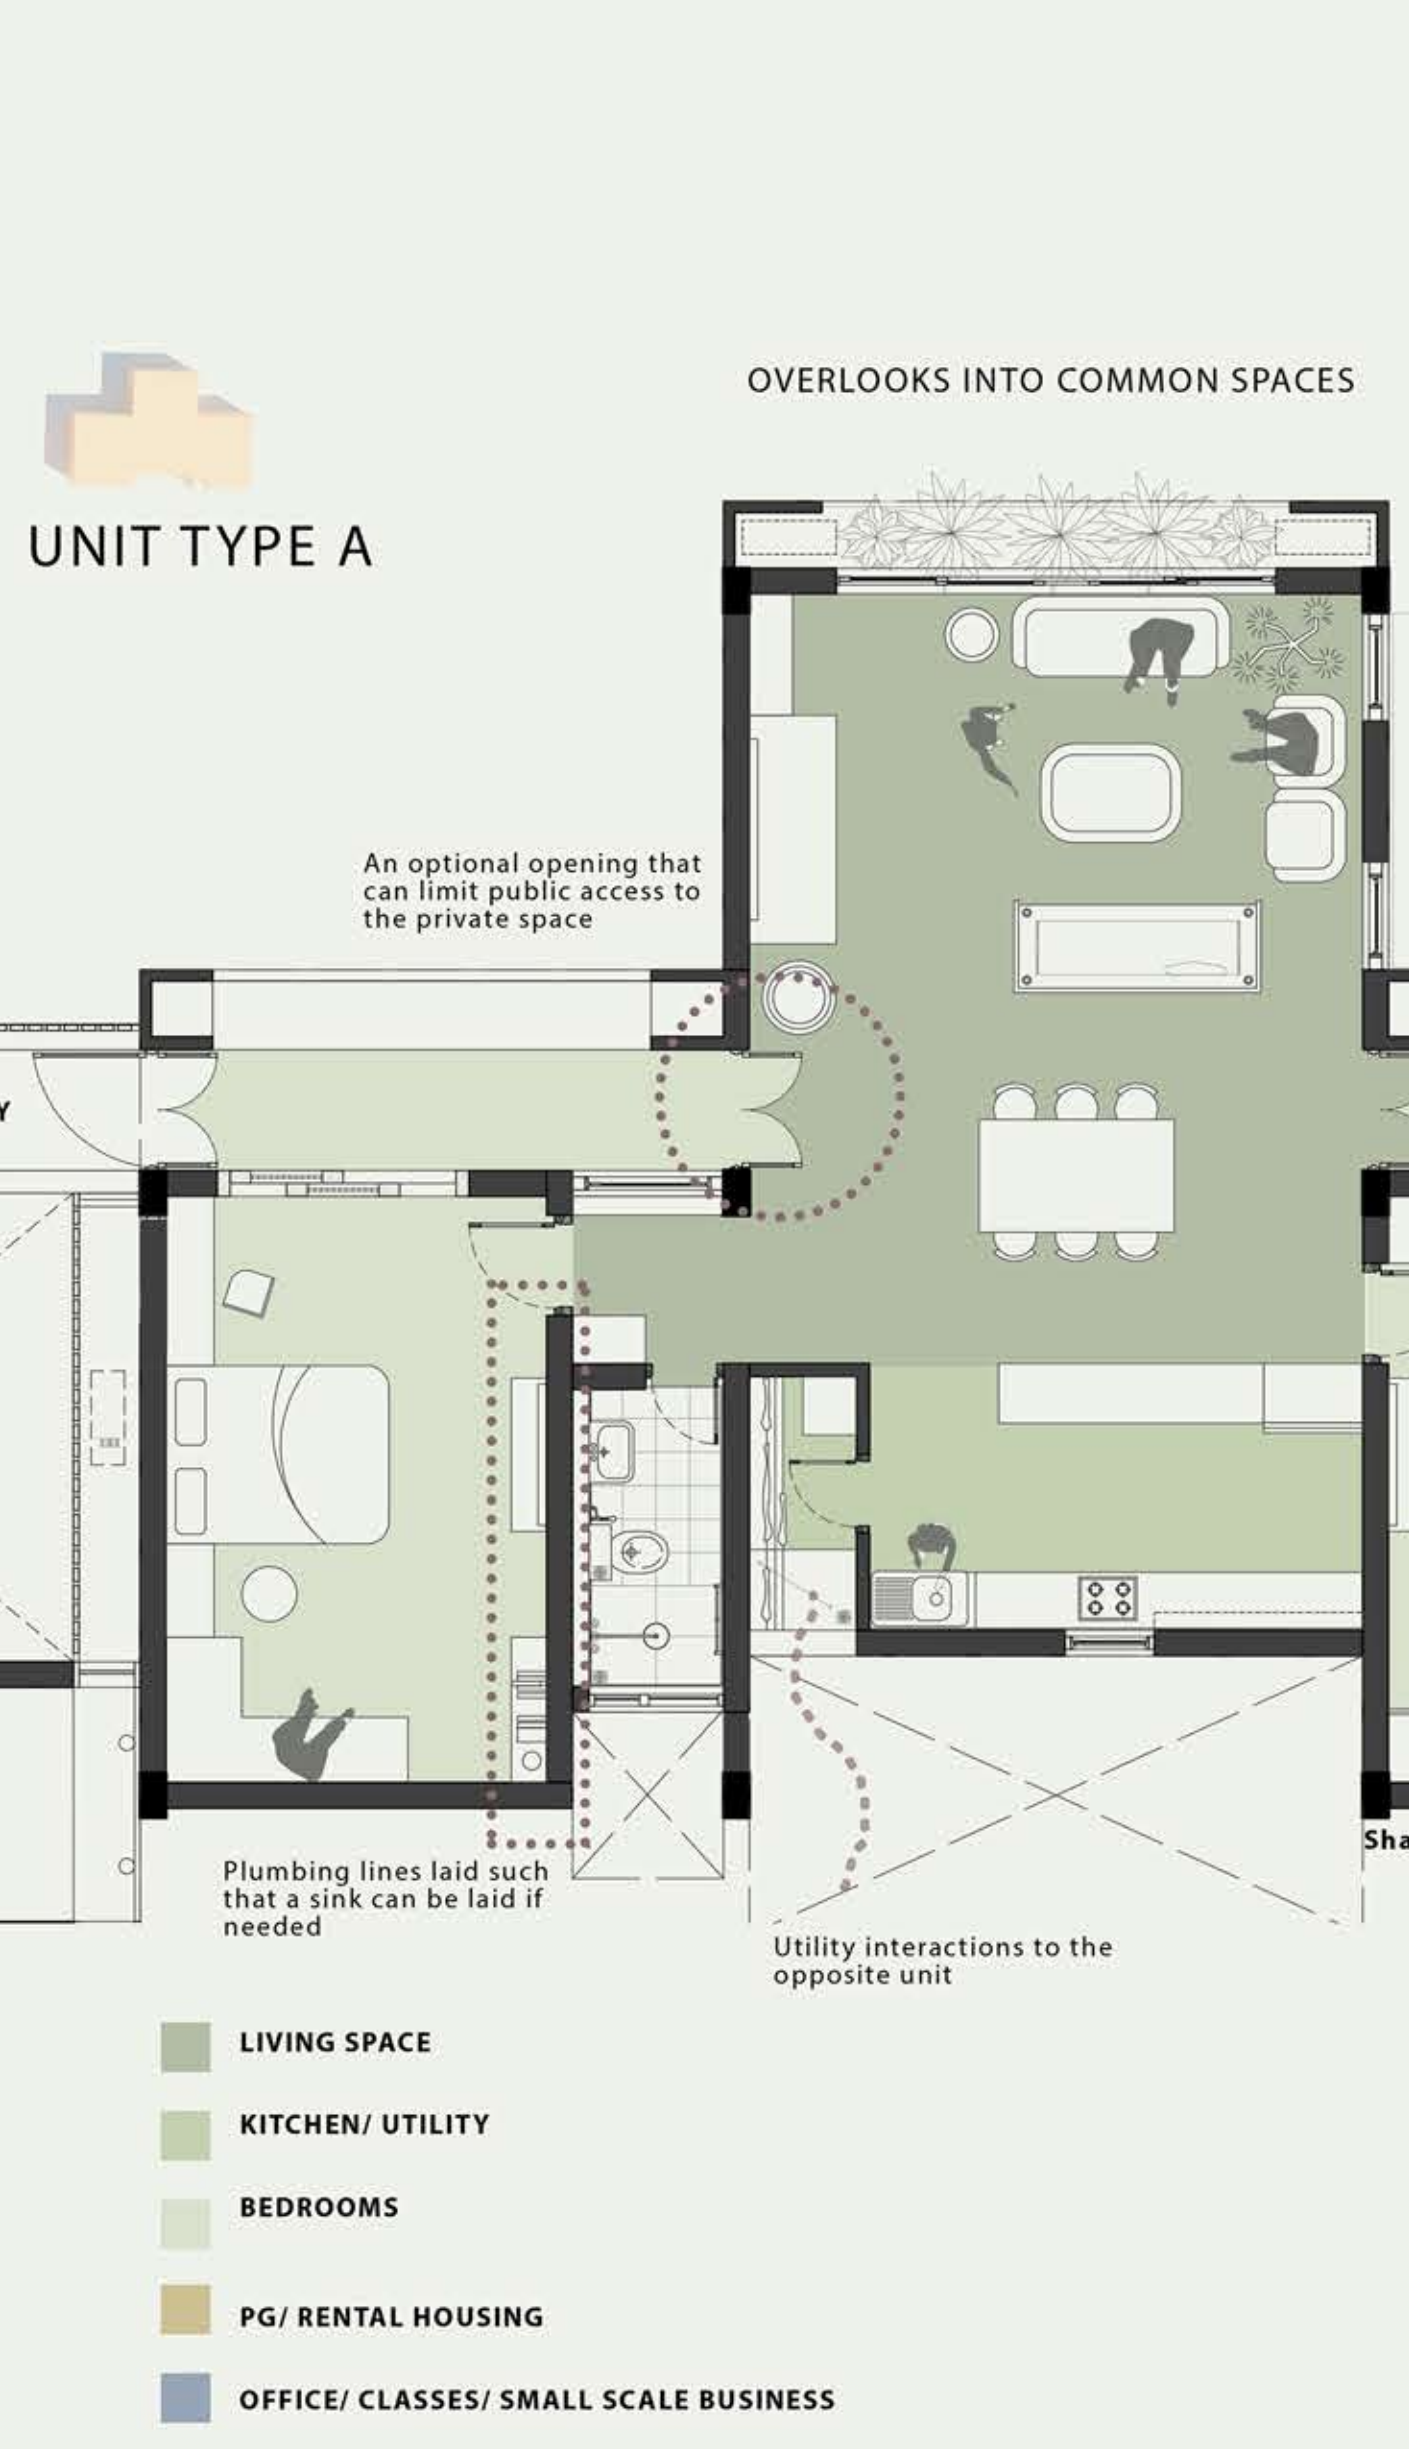 OVERLOOKS INTO COMMON SPACES
UNIT TYPE A
An optional opening that
can limit public access to
the private space
Y
Sha
Plumbing lines laid such
that a sink can be laid if
needed
Utility interactions to the
opposite unit
LIVING SPACE
KITCHEN/ UTILITY
BEDROOMS
PG/ RENTAL HOUSING
OFFICE/ CLASSES/ SMALL SCALE BUSINESS